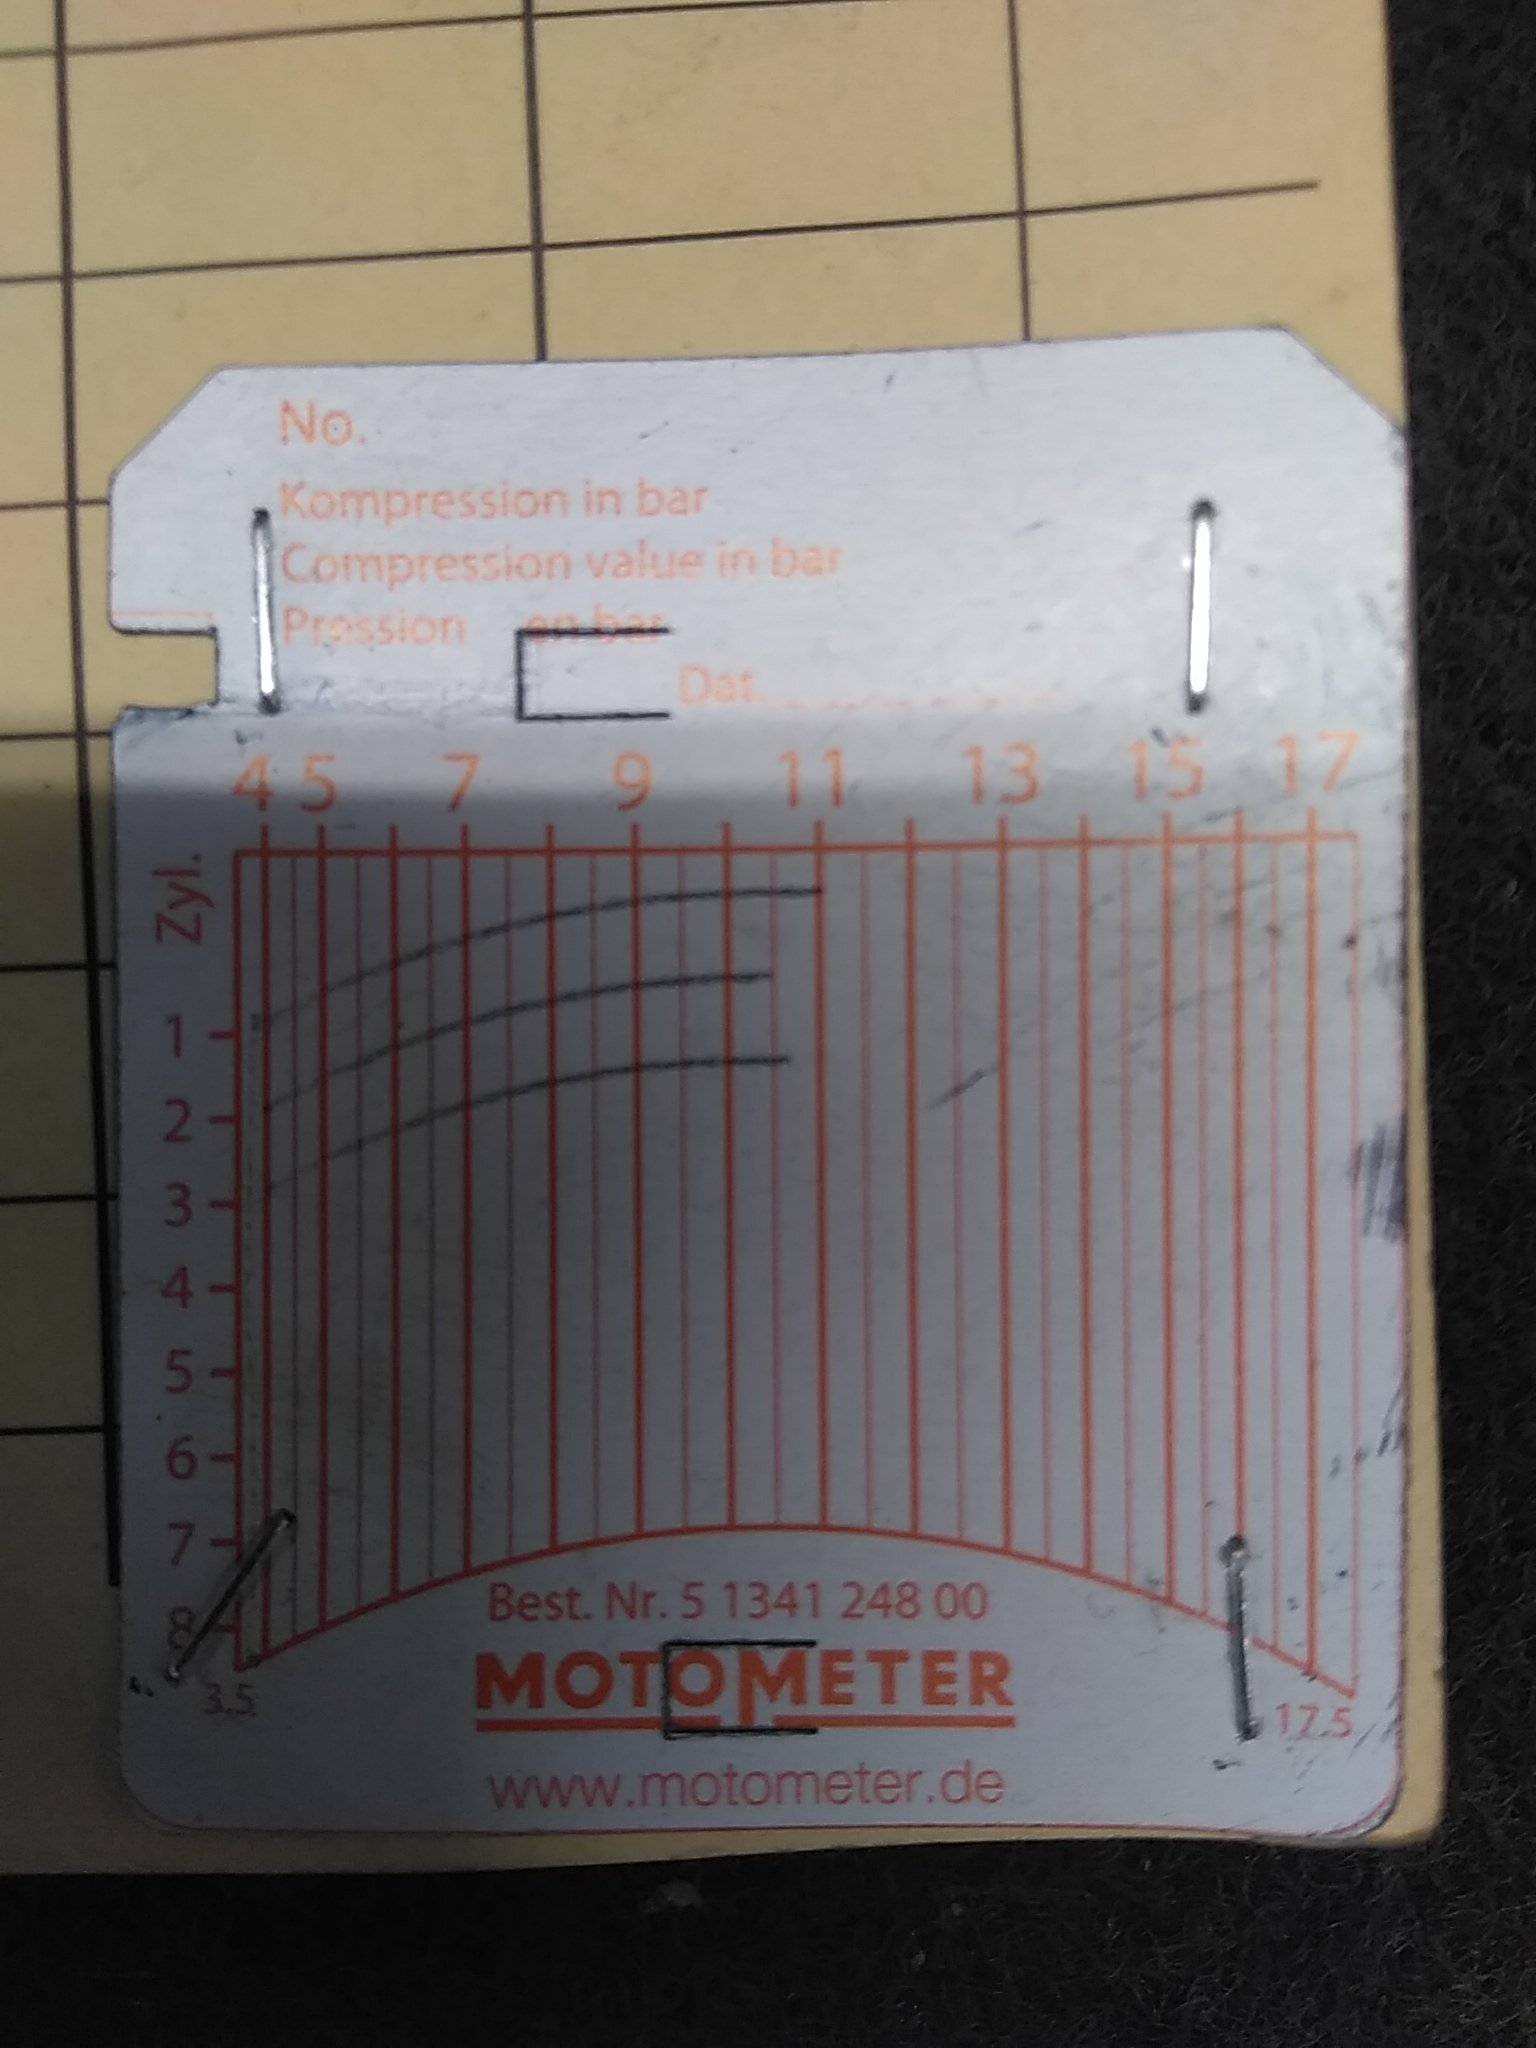 No.
Kompression in bar
Compression value in bar
Pression en bar
Dat.
4 5 7 9 11 13 15 17
Zyl.
1
2
3
4
5
6
7
8
3.5
17.5
Best. Nr. 5 1341 248 00
MOTOMETER
www.motometer.de